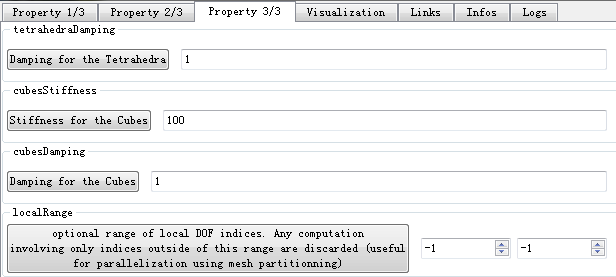 Property 1/3 Property 2/3 Property 3/3 Visualization Links Infos Logs
tetrahedraDamping
Damping for the Tetrahedra 1
cubesStiffness
Stiffness for the Cubes 100
cubesDamping
Damping for the Cubes 1
localRange
optional range of local DOF indices. Any computation
involving only indices outside of this range are discarded (useful
for parallelization using mesh partitionning)
-1 -1